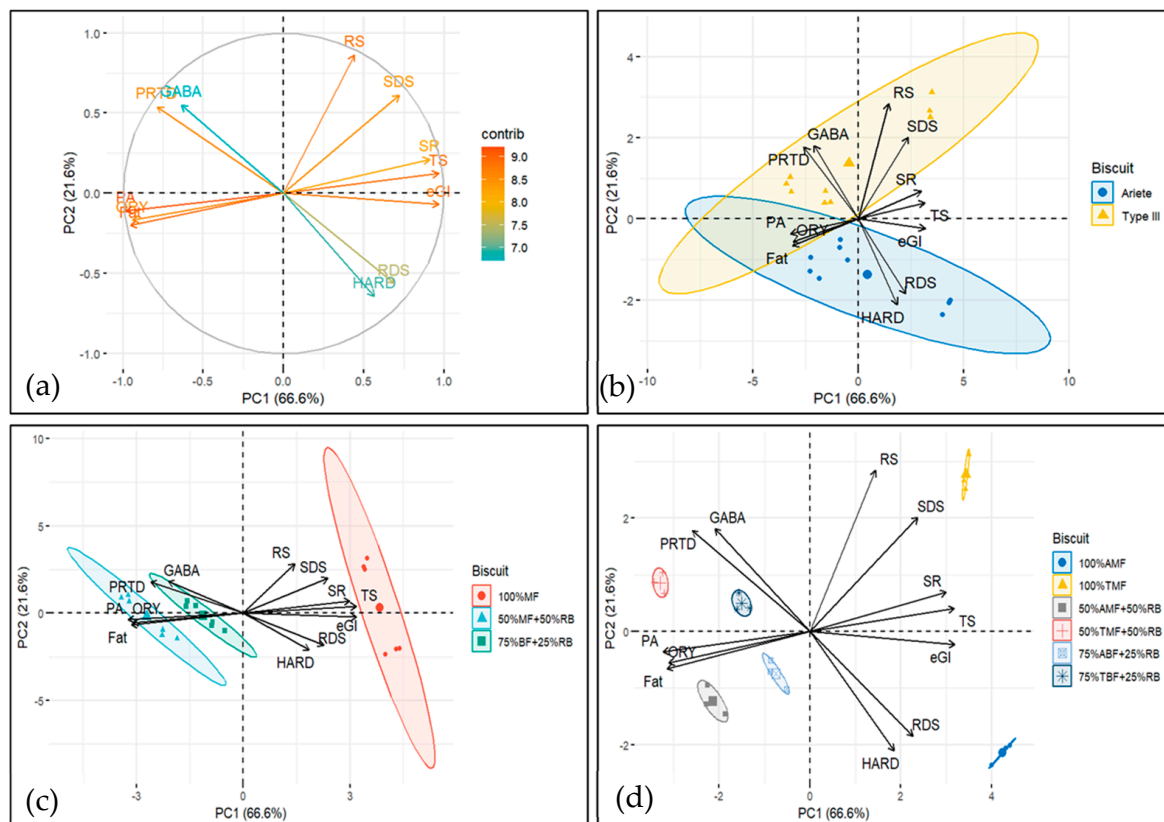 1.0
0.5
0.0
-0.5
-1.0
PC2 (21.6%)
RS
SDS
PRTD
GABA
SR
TS
eGI
PA
ORY
Fat
RDS
HARD
contrib
9.0
8.5
8.0
7.5
7.0
-1.0
-0.5
0.0
0.5
1.0
PC1 (66.6%)
(a)
4
2
0
-2
PC2 (21.6%)
RS
GABA
SDS
PRTD
SR
PA
ORY
TS
eGI
Fat
RDS
HARD
Biscuit
Ariete
Type III
-10
-5
0
5
10
PC1 (66.6%)
(b)
10
5
0
-5
PC2 (21.6%)
RS
GABA
SDS
PRTD
SR
TS
PA
ORY
eGI
Fat
RDS
HARD
Biscuit
100%MF
50%MF+50%RB
75%BF+25%RB
-3
0
3
PC1 (66.6%)
(c)
2
0
-2
PC2 (21.6%)
RS
GABA
SDS
PRTD
SR
TS
PA
ORY
eGI
Fat
RDS
HARD
Biscuit
100%AMF
100%TMF
50%AMF+50%RB
50%TMF+50%RB
75%ABF+25%RB
75%TBF+25%RB
-2
0
2
4
PC1 (66.6%)
(d)